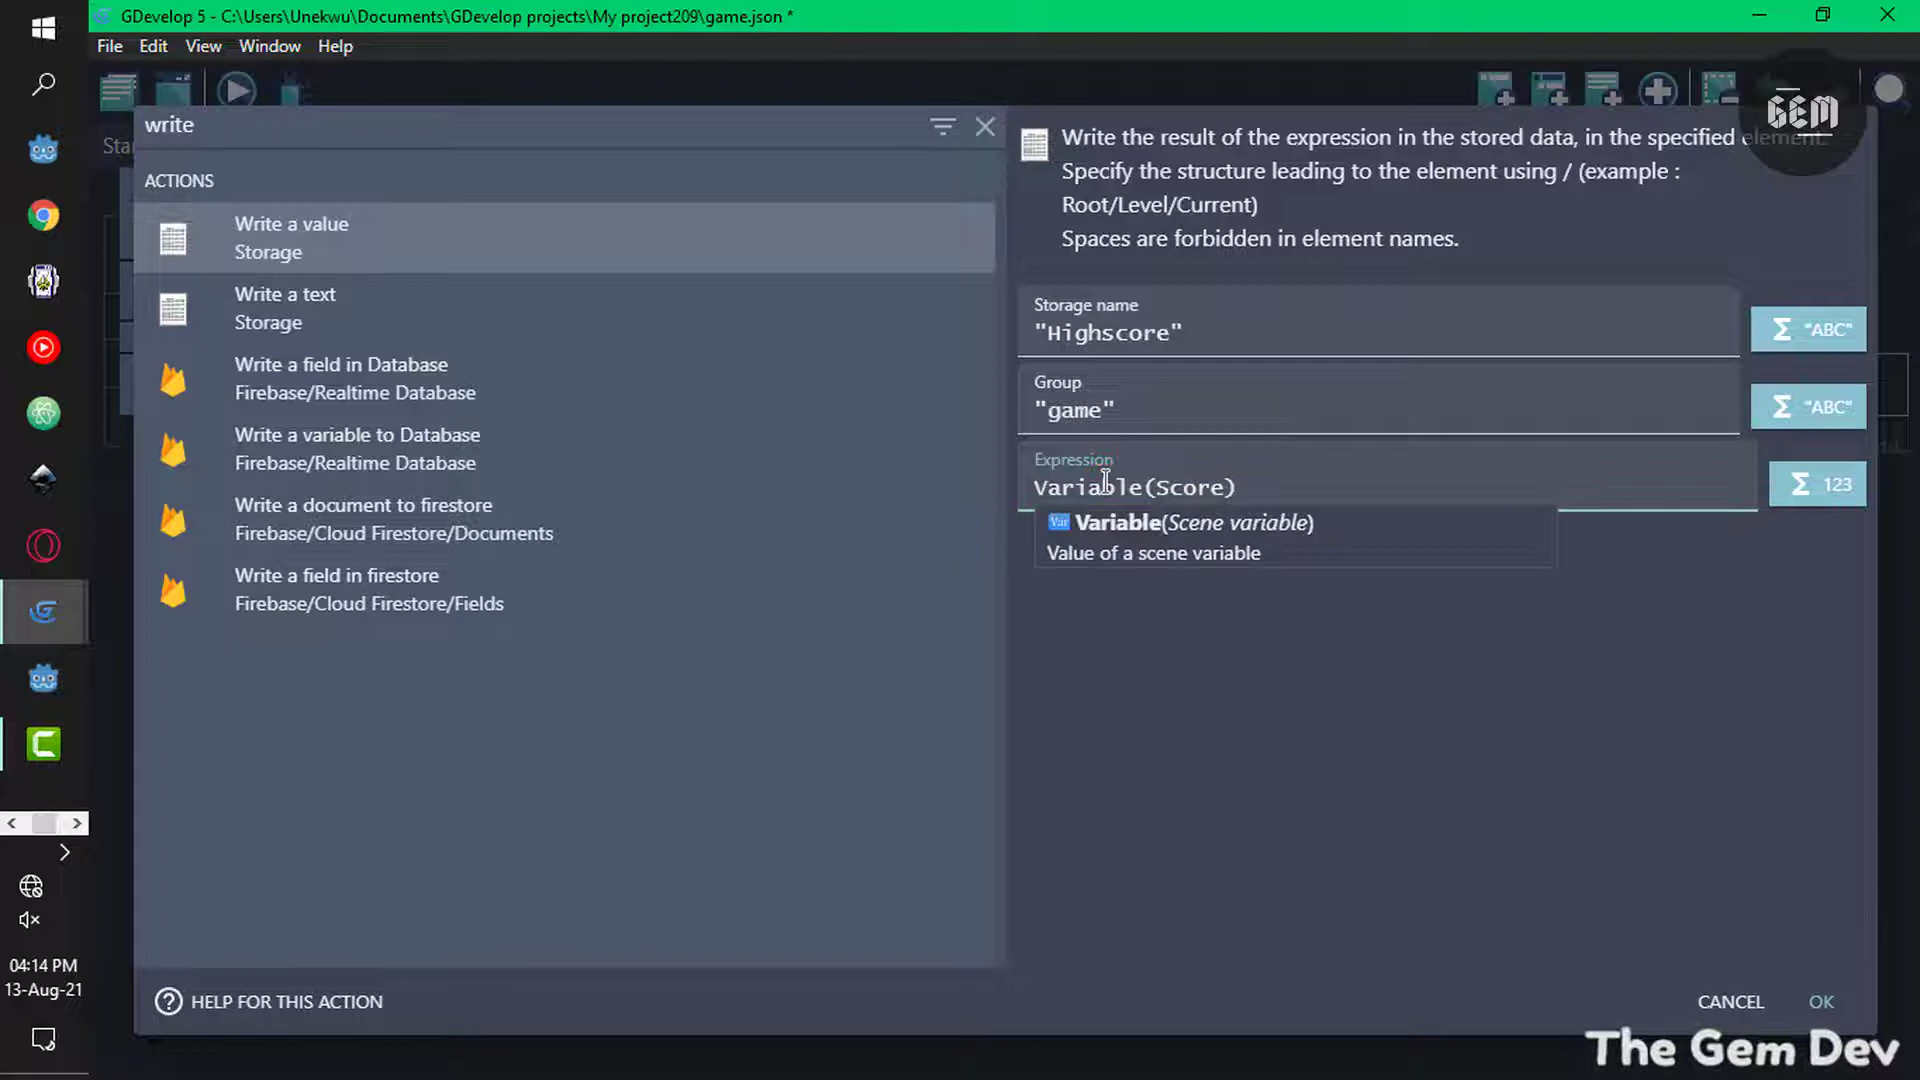 GDevelop 5 - C:\Users\Unekwu\Documents\GDevelop projects\My project209\game.json *
File Edit View Window Help
GEM
Sta
write
ACTIONS
Write a value
Storage
Write a text
Storage
Write a field in Database
Firebase/Realtime Database
Write a variable to Database
Firebase/Realtime Database
Write a document to firestore
Firebase/Cloud Firestore/Documents
Write a field in firestore
Firebase/Cloud Firestore/Fields
Write the result of the expression in the stored data, in the specified element.
Specify the structure leading to the element using / (example :
Root/Level/Current)
Spaces are forbidden in element names.
Storage name
"Highscore"
Σ "ABC"
Group
"game"
Σ "ABC"
Expression
Variable(Score)
Σ 123
Var Variable(Scene variable)
Value of a scene variable
04:14 PM
13-Aug-21
HELP FOR THIS ACTION
CANCEL OK
The Gem Dev